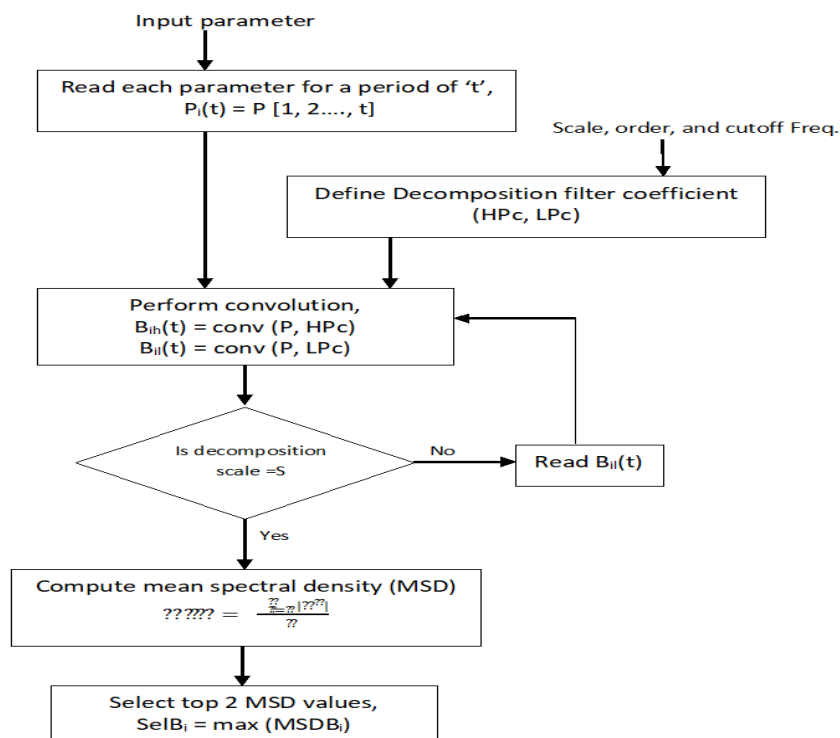 Input parameter
Read each parameter for a period of ‘t’,
Pᵢ(t) = P [1, 2...., t]
Scale, order, and cutoff Freq.
Define Decomposition filter coefficient
(HPc, LPc)
Perform convolution,
Bᵢₕ(t) = conv (P, HPc)
Bᵢₗ(t) = conv (P, LPc)
Is decomposition
scale =S
No
Read Bᵢₗ(t)
Yes
Compute mean spectral density (MSD)
Select top 2 MSD values,
SelBᵢ = max (MSDBᵢ)